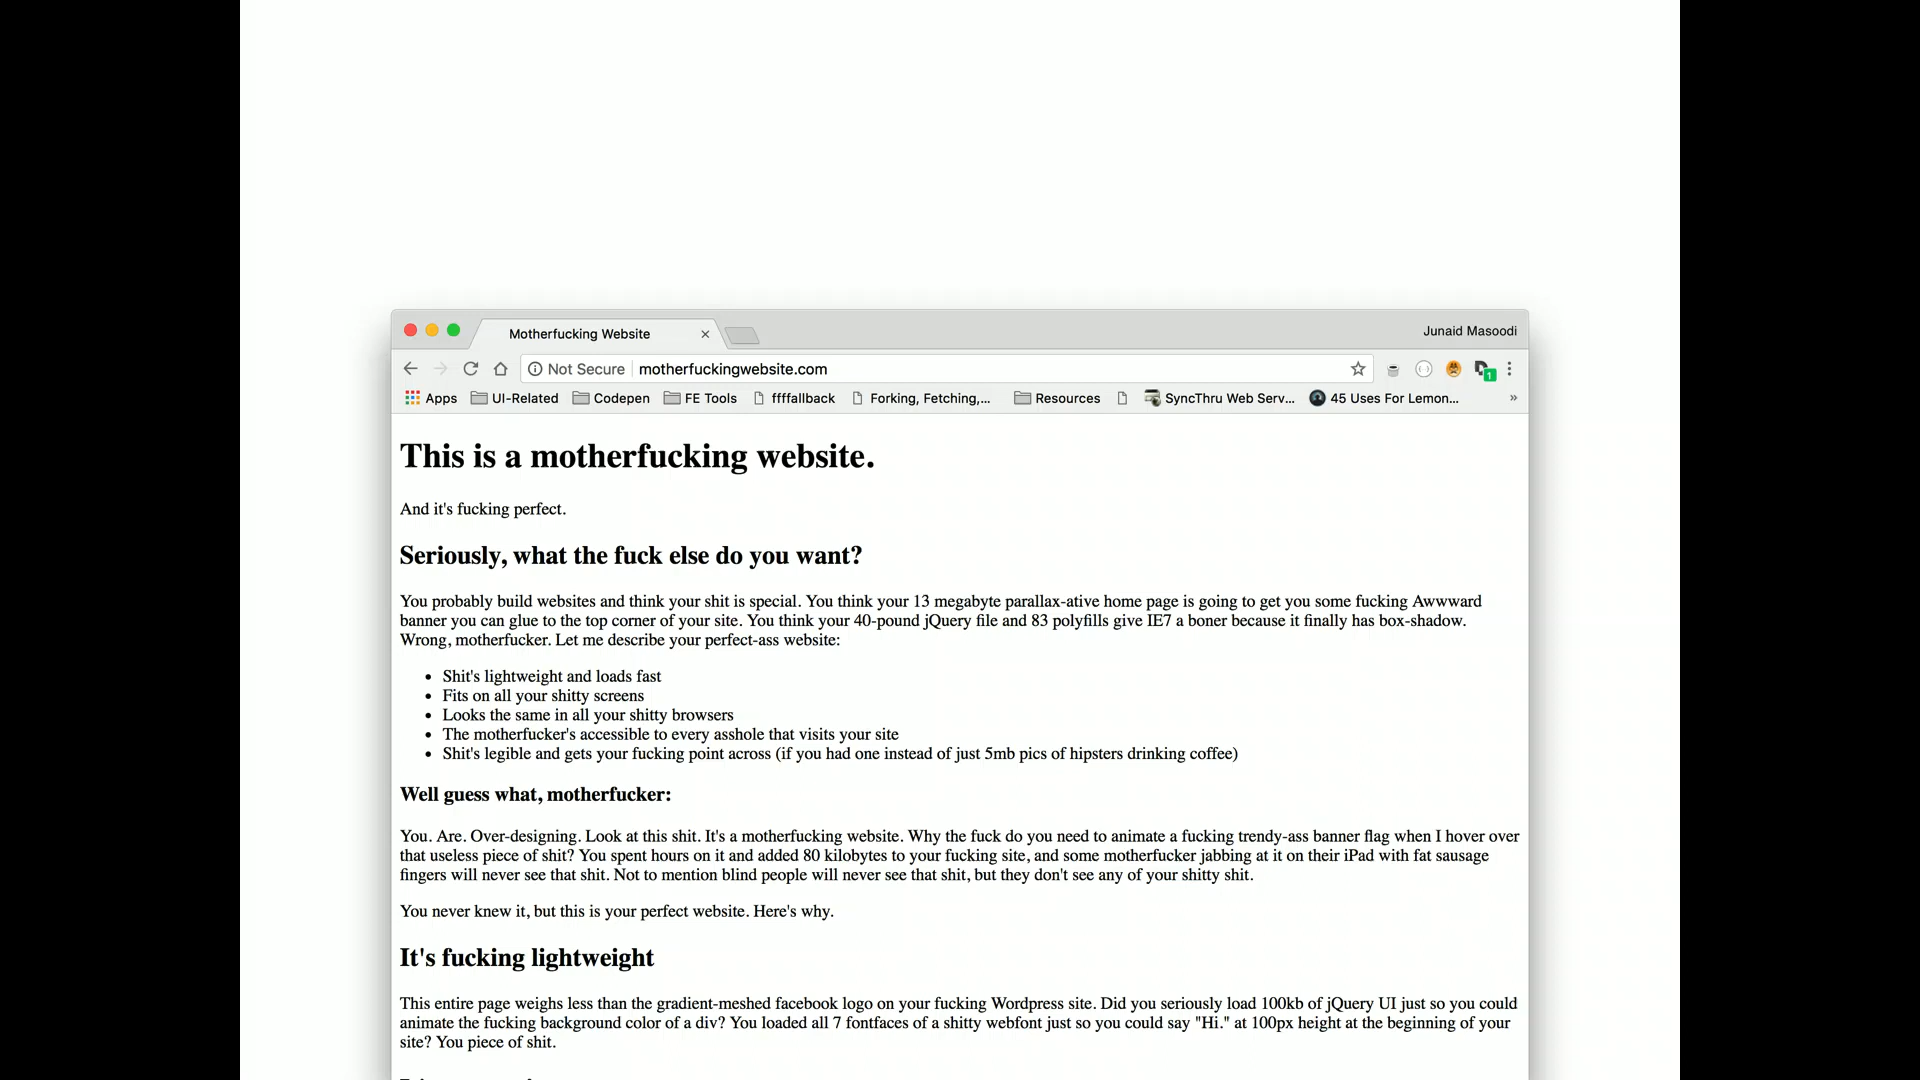 Motherfucking Website
Junaid Masoodi
Not Secure motherfuckingwebsite.com
1
Apps UI-Related Codepen FE Tools ffffallback Forking, Fetching,... Resources SyncThru Web Serv... 45 Uses For Lemon... »
This is a motherfucking website.
And it's fucking perfect.
Seriously, what the fuck else do you want?
You probably build websites and think your shit is special. You think your 13 megabyte parallax-ative home page is going to get you some fucking Awwward
banner you can glue to the top corner of your site. You think your 40-pound jQuery file and 83 polyfills give IE7 a boner because it finally has box-shadow.
Wrong, motherfucker. Let me describe your perfect-ass website:
• Shit's lightweight and loads fast
• Fits on all your shitty screens
• Looks the same in all your shitty browsers
• The motherfucker's accessible to every asshole that visits your site
• Shit's legible and gets your fucking point across (if you had one instead of just 5mb pics of hipsters drinking coffee)
Well guess what, motherfucker:
You. Are. Over-designing. Look at this shit. It's a motherfucking website. Why the fuck do you need to animate a fucking trendy-ass banner flag when I hover over
that useless piece of shit? You spent hours on it and added 80 kilobytes to your fucking site, and some motherfucker jabbing at it on their iPad with fat sausage
fingers will never see that shit. Not to mention blind people will never see that shit, but they don't see any of your shitty shit.
You never knew it, but this is your perfect website. Here's why.
It's fucking lightweight
This entire page weighs less than the gradient-meshed facebook logo on your fucking Wordpress site. Did you seriously load 100kb of jQuery UI just so you could
animate the fucking background color of a div? You loaded all 7 fontfaces of a shitty webfont just so you could say "Hi." at 100px height at the beginning of your
site? You piece of shit.